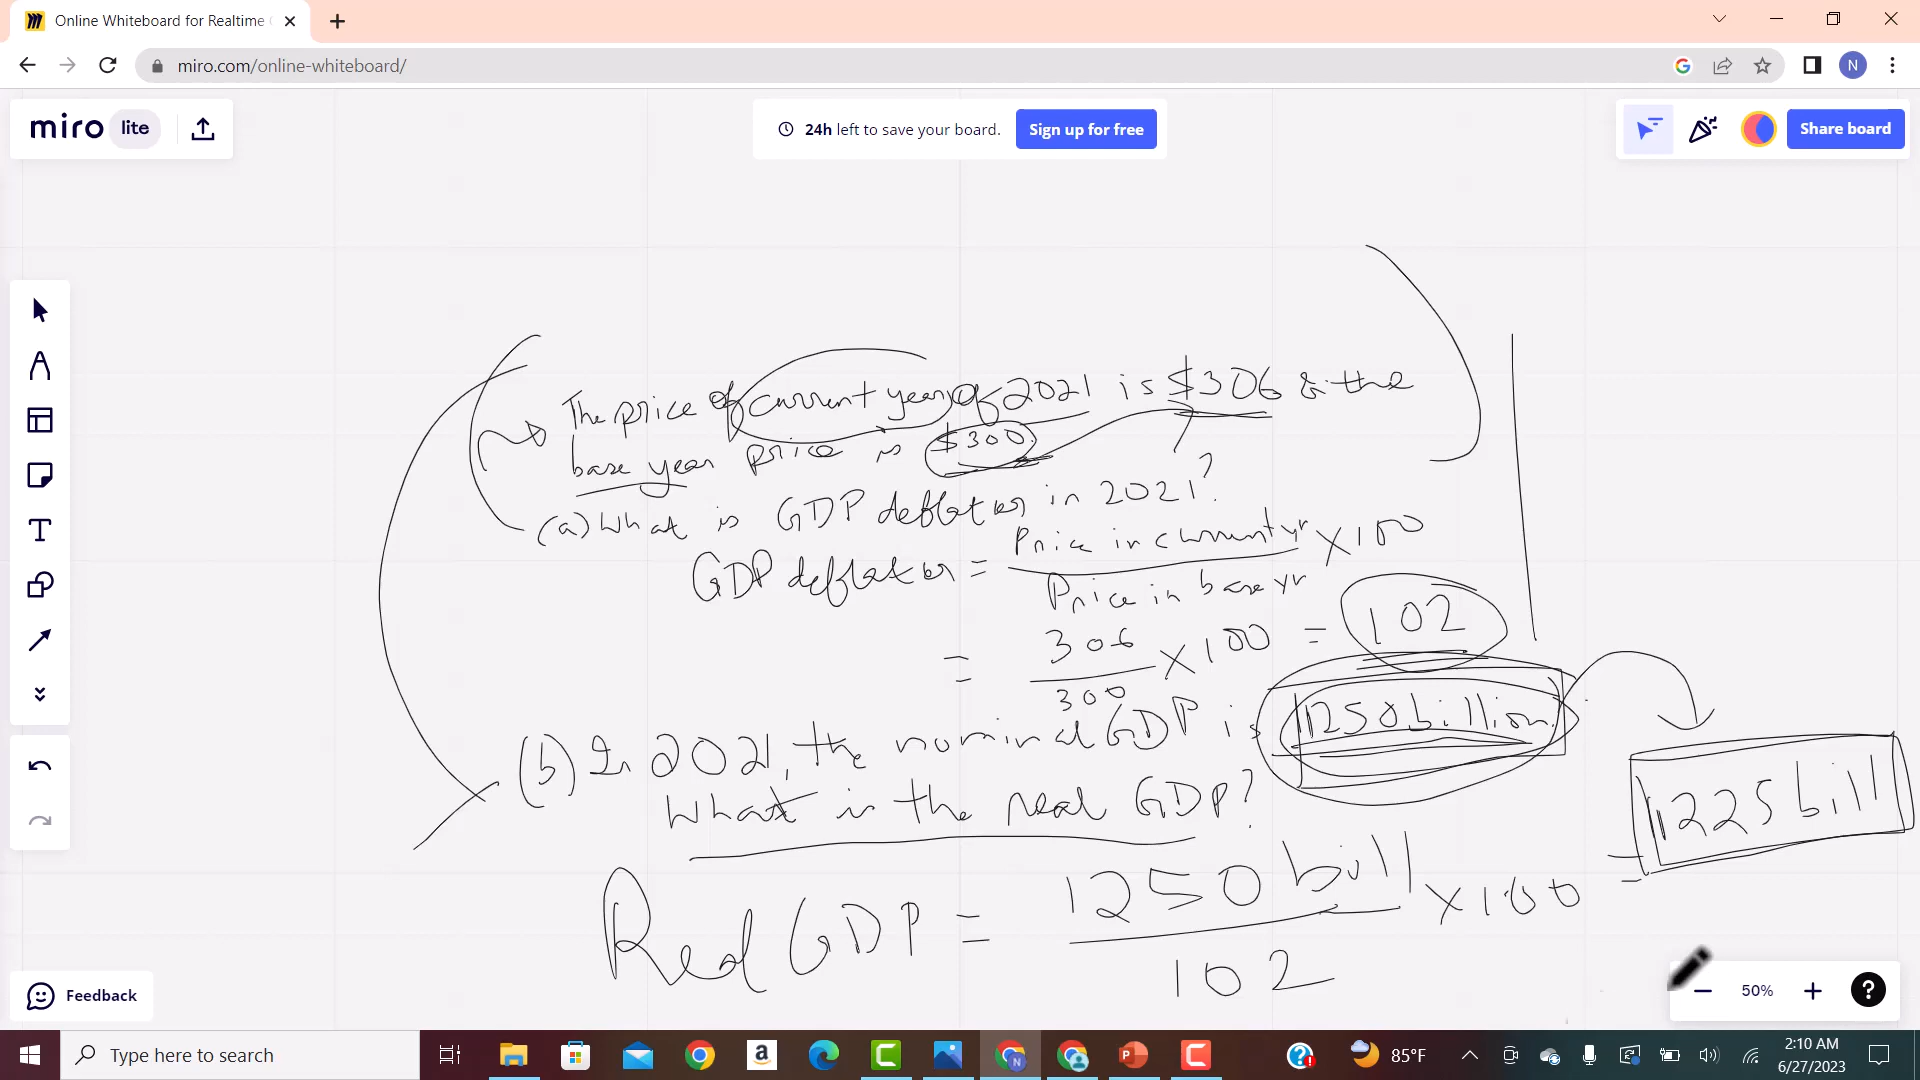 Online Whiteboard for Realtime
miro.com/online-whiteboard/
N
miro lite
24h left to save your board.
Sign up for free
Share board
The price of current year of 2021 is $306 & the
base year price is $300.
(a) What is GDP deflator in 2021?
GDP deflator = Price in current yr / Price in base yr X 100
= 306 / 300 X 100 = 102
(b) In 2021, the nominal GDP is 1250 billion.
What is the real GDP?
Real GDP = 1250 bill / 102 X 100 = 1225 bill
T
Feedback
50%
?
Type here to search
85°F
2:10 AM
6/27/2023